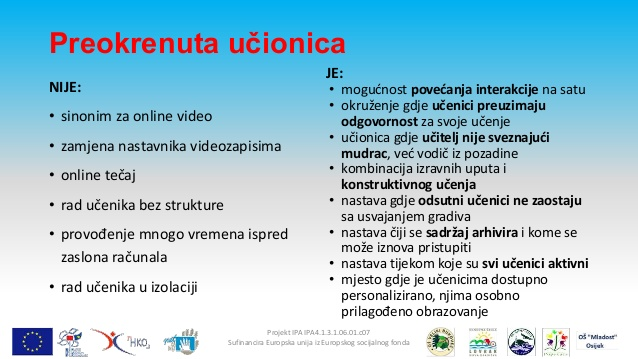 Preokrenuta učionica
NIJE:
• sinonim za online video
• zamjena nastavnika videozapisima
• online tečaj
• rad učenika bez strukture
• provođenje mnogo vremena ispred
zaslona računala
• rad učenika u izolaciji
JE:
• mogućnost povećanja interakcije na satu
• okruženje gdje učenici preuzimaju
odgovornost za svoje učenje
• učionica gdje učitelj nije sveznajući
mudrac, već vodič iz pozadine
• kombinacija izravnih uputa i
konstruktivnog učenja
• nastava gdje odsutni učenici ne zaostaju
sa usvajanjem gradiva
• nastava čiji se sadržaj arhivira i kome se
može iznova pristupiti
• nastava tijekom koje su svi učenici aktivni
• mjesto gdje je učenicima dostupno
personalizirano, njima osobno
prilagođeno obrazovanje
Projekt IPA IPA4.1.3.1.06.01.c07
Sufinancira Europska unija iz Europskog socijalnog fonda
HKO
OŠ "Mladost"
Osijek